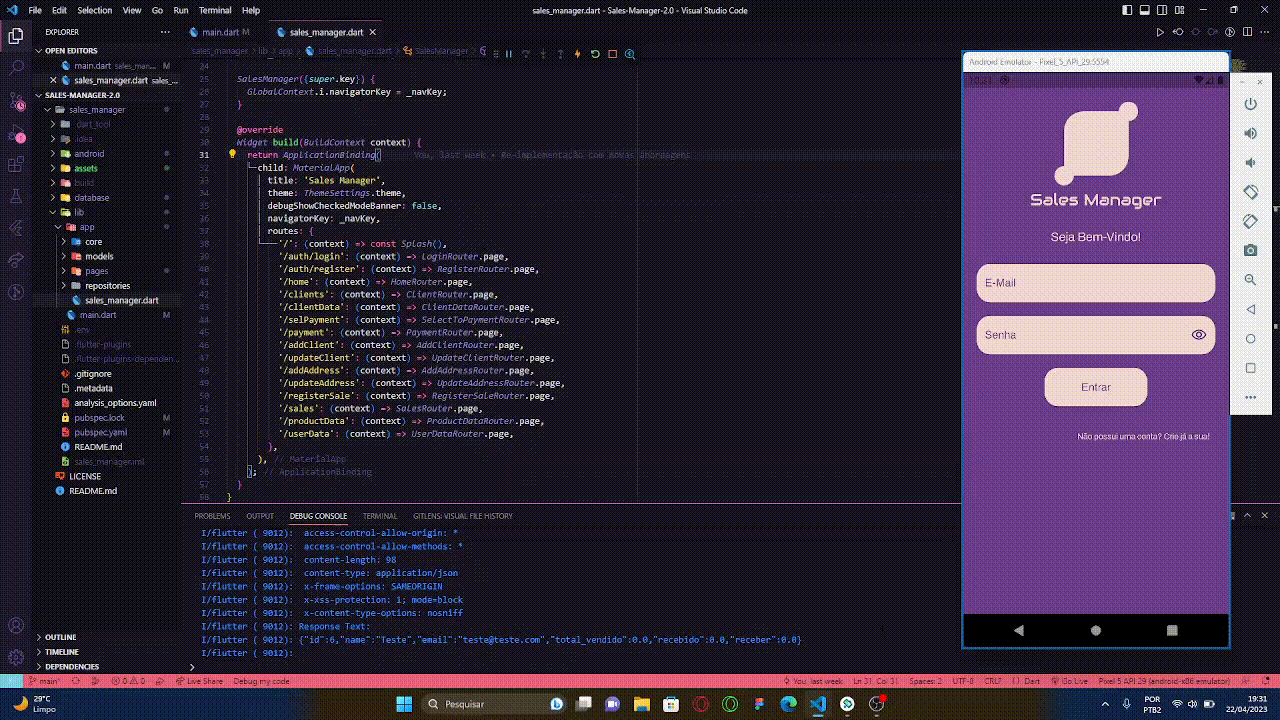 File Edit Selection View Go Run Terminal Help
sales_manager.dart - Sales-Manager-2.0 - Visual Studio Code
EXPLORER
OPEN EDITORS
main.dart sales_man... M
sales_manager.dart sales_...
SALES-MANAGER-2.0
sales_manager
.dart_tool
.idea
android
assets
build
database
lib
app
core
models
pages
repositories
sales_manager.dart
main.dart M
.env
.flutter-plugins
.flutter-plugins-dependen...
.gitignore
.metadata
analysis_options.yaml
pubspec.lock M
pubspec.yaml M
README.md
sales_manager.iml
LICENSE
README.md
OUTLINE
TIMELINE
DEPENDENCIES
main.dart M
sales_manager.dart
sales_manager > lib > app > sales_manager.dart > SalesManager >
24
25 SalesManager({super.key}) {
26 GlobalContext.i.navigatorKey = _navKey;
27 }
28
29 @override
30 Widget build(BuildContext context) {
31 return ApplicationBinding( You, last week •
32 child: MaterialApp(
33 title: 'Sales Manager',
34 theme: ThemeSettings.theme,
35 debugShowCheckedModeBanner: false,
36 navigatorKey: _navKey,
37 routes: {
38 '/': (context) => const Splash(),
39 '/auth/login': (context) => LoginRouter.page,
40 '/auth/register': (context) => RegisterRouter.page,
41 '/home': (context) => HomeRouter.page,
42 '/clients': (context) => ClientRouter.page,
43 '/clientData': (context) => ClientDataRouter.page,
44 '/selPayment': (context) => SelectToPaymentRouter.page,
45 '/payment': (context) => PaymentRouter.page,
46 '/addClient': (context) => AddClientRouter.page,
47 '/updateClient': (context) => UpdateClientRouter.page,
48 '/addAddress': (context) => AddAddressRouter.page,
49 '/updateAddress': (context) => UpdateAddressRouter.page,
50 '/registerSale': (context) => RegisterSaleRouter.page,
51 '/sales': (context) => SalesRouter.page,
52 '/productData': (context) => ProductDataRouter.page,
53 '/userData': (context) => UserDataRouter.page,
54 },
55 ), // MaterialApp
56 ); // ApplicationBinding
57 }
58 }
PROBLEMS OUTPUT DEBUG CONSOLE TERMINAL GITLENS: VISUAL FILE HISTORY
I/flutter ( 9012): access-control-allow-origin: *
I/flutter ( 9012): access-control-allow-methods: *
I/flutter ( 9012): content-length: 98
I/flutter ( 9012): content-type: application/json
I/flutter ( 9012): x-frame-options: SAMEORIGIN
I/flutter ( 9012): x-xss-protection: 1; mode=block
I/flutter ( 9012): x-content-type-options: nosniff
I/flutter ( 9012): Response Text:
I/flutter ( 9012): {"id":6,"name":"Teste","email":"teste@teste.com","total_vendido":0.0,"recebido":0.0,"receber":0.0}
I/flutter ( 9012):
Android Emulator - Pixel_5_API_29:5554
Sales Manager
Seja Bem-Vindo!
E-Mail
Senha
Entrar
Não possui uma conta? Crie já a sua!
main* 0 0 Live Share Debug my code
You, last week Ln 31, Col 31 Spaces: 2 UTF-8 CRLF Dart Go Live Pixel 5 API 29 (android-x86 emulator)
29°C
Limpo
Pesquisar
POR
PTB2
19:31
22/04/2023